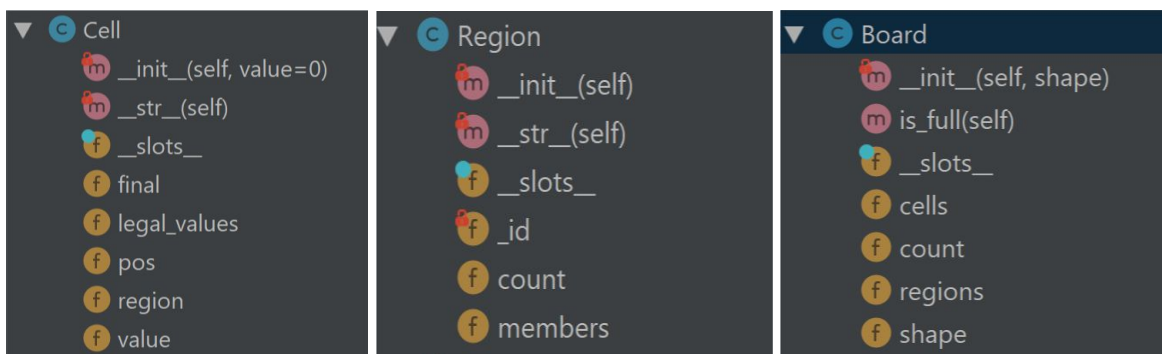 Cell
__init__(self, value=0)
__str__(self)
__slots__
final
legal_values
pos
region
value
Region
__init__(self)
__str__(self)
__slots__
_id
count
members
Board
__init__(self, shape)
is_full(self)
__slots__
cells
count
regions
shape